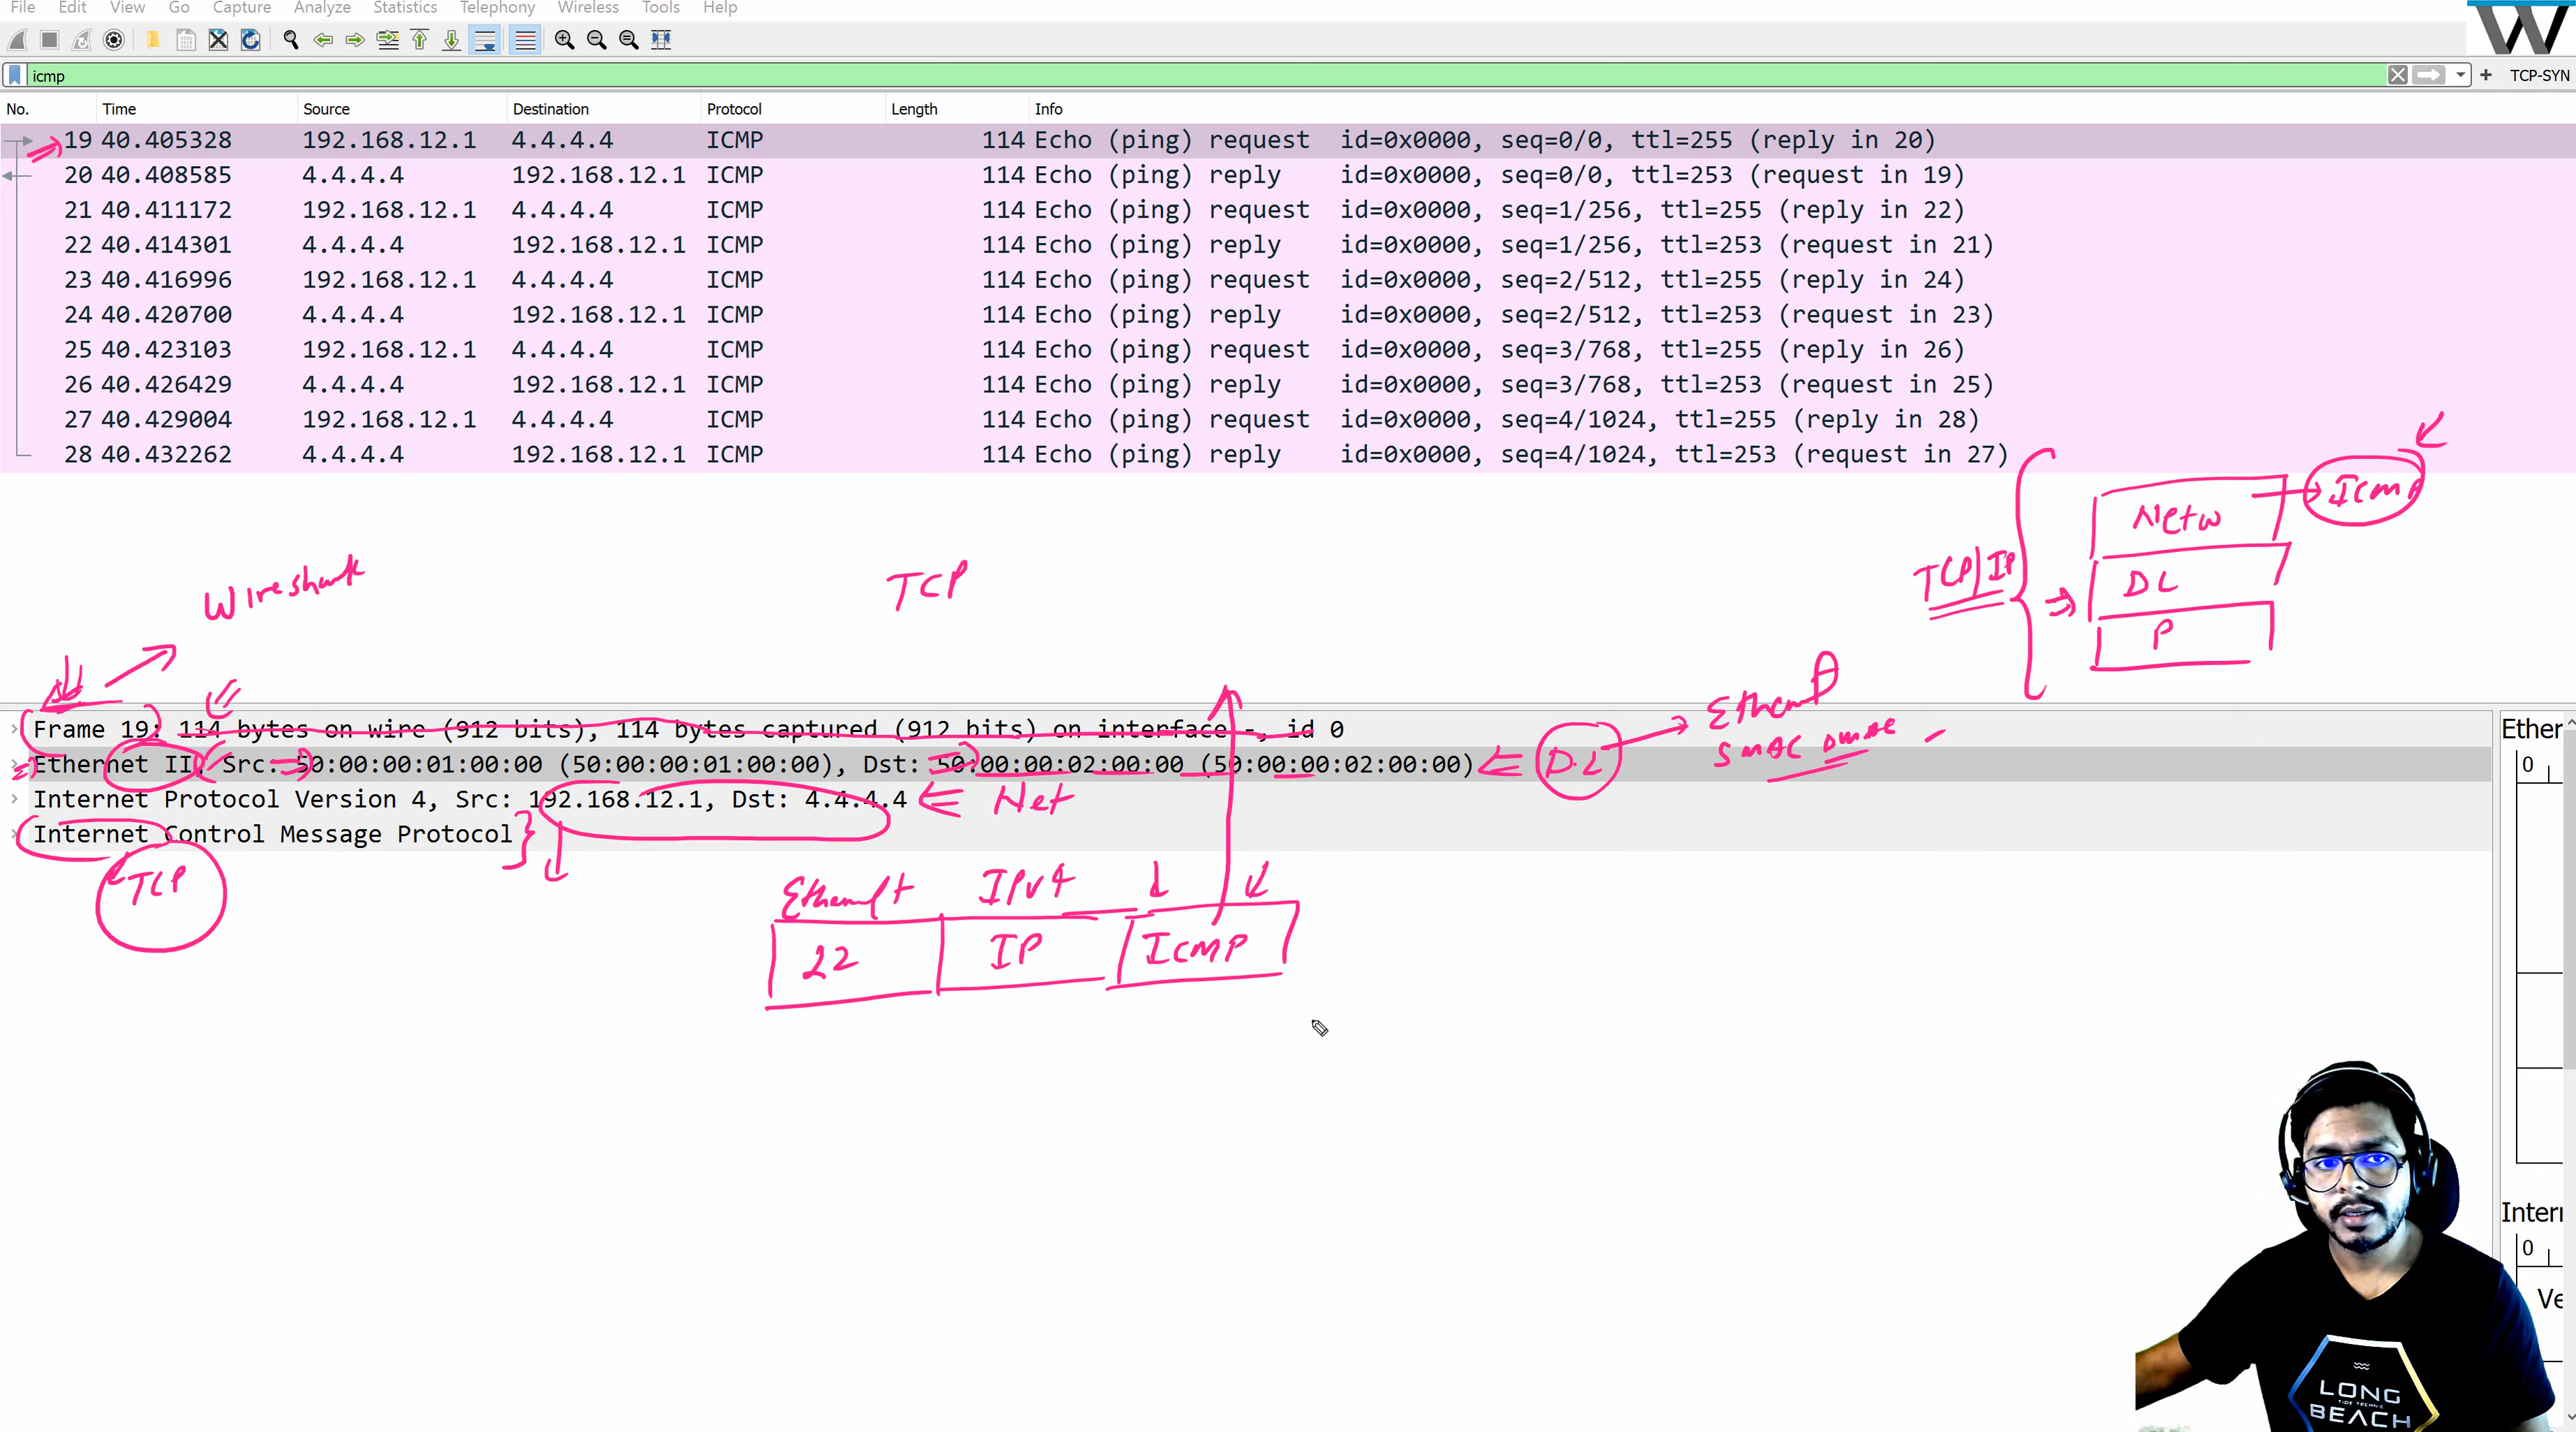 File Edit View Go Capture Analyze Statistics Telephony Wireless Tools Help
icmp
TCP-SYN
No. Time Source Destination Protocol Length Info
19 40.405328 192.168.12.1 4.4.4.4 ICMP 114 Echo (ping) request id=0x0000, seq=0/0, ttl=255 (reply in 20)
20 40.408585 4.4.4.4 192.168.12.1 ICMP 114 Echo (ping) reply id=0x0000, seq=0/0, ttl=253 (request in 19)
21 40.411172 192.168.12.1 4.4.4.4 ICMP 114 Echo (ping) request id=0x0000, seq=1/256, ttl=255 (reply in 22)
22 40.414301 4.4.4.4 192.168.12.1 ICMP 114 Echo (ping) reply id=0x0000, seq=1/256, ttl=253 (request in 21)
23 40.416996 192.168.12.1 4.4.4.4 ICMP 114 Echo (ping) request id=0x0000, seq=2/512, ttl=255 (reply in 24)
24 40.420700 4.4.4.4 192.168.12.1 ICMP 114 Echo (ping) reply id=0x0000, seq=2/512, ttl=253 (request in 23)
25 40.423103 192.168.12.1 4.4.4.4 ICMP 114 Echo (ping) request id=0x0000, seq=3/768, ttl=255 (reply in 26)
26 40.426429 4.4.4.4 192.168.12.1 ICMP 114 Echo (ping) reply id=0x0000, seq=3/768, ttl=253 (request in 25)
27 40.429004 192.168.12.1 4.4.4.4 ICMP 114 Echo (ping) request id=0x0000, seq=4/1024, ttl=255 (reply in 28)
28 40.432262 4.4.4.4 192.168.12.1 ICMP 114 Echo (ping) reply id=0x0000, seq=4/1024, ttl=253 (request in 27)
ICMP
Netw
TCP/IP
DL
P
Wireshark
TCP
Frame 19: 114 bytes on wire (912 bits), 114 bytes captured (912 bits) on interface -, id 0
Ethernet II, Src: 50:00:00:01:00:00 (50:00:00:01:00:00), Dst: 50:00:00:02:00:00 (50:00:00:02:00:00)
DL
SMAC DMAC
Internet Protocol Version 4, Src: 192.168.12.1, Dst: 4.4.4.4
Net
Internet Control Message Protocol
TCP
Ethernet IPv4
22 IP ICMP
Ether
0
Inter
0
Ve
LONG
TIDE TECHNIC
BEACH